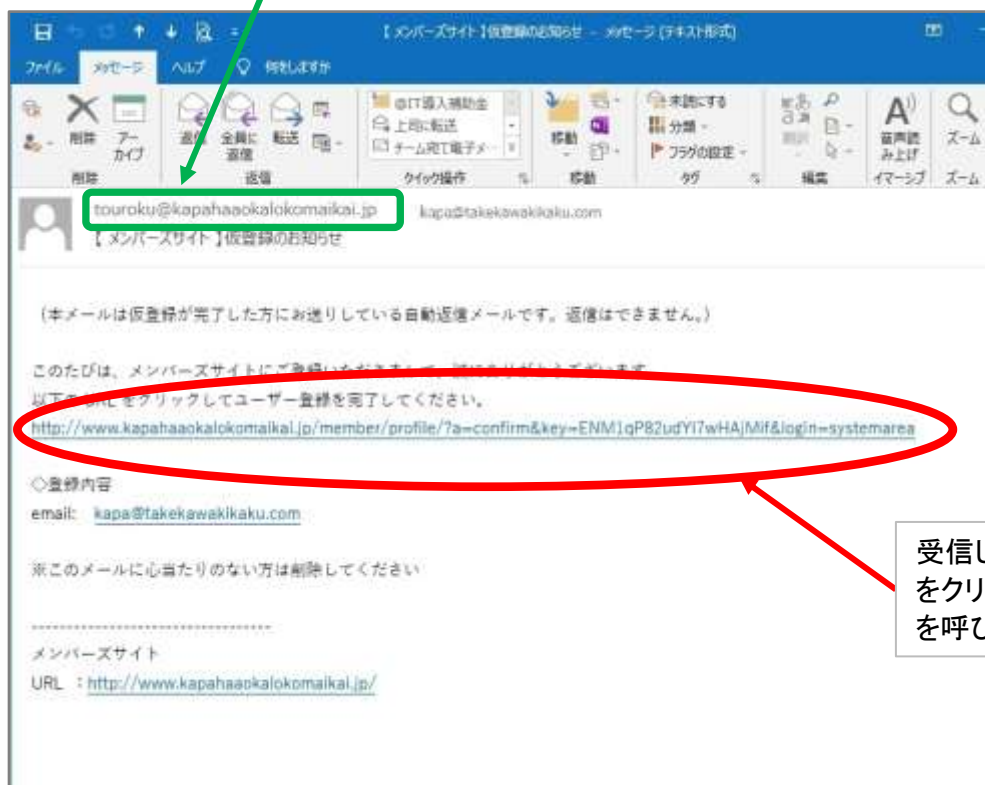 【 メンバーズサイト 】仮登録のお知らせ - メッセージ (テキスト形式)
ファイル メッセージ ヘルプ 何をしますか
削除 アーカイブ 返信 全員に返信 転送
@IT導入補助金
上司に転送
チーム宛て電子メ…
移動
未読にする
分類
フラグの設定
音声読み上げ
ズーム
削除 返信 クイック操作 移動 タグ 編集 イマーシブ ズーム
touroku@kapahaaokalokomaikai.jp kapa@takekawakikaku.com
【 メンバーズサイト 】仮登録のお知らせ
（本メールは仮登録が完了した方にお送りしている自動返信メールです。返信はできません。）
このたびは、メンバーズサイトにご登録いただきまして、誠にありがとうございます。
以下の URL をクリックしてユーザー登録を完了してください。
http://www.kapahaaokalokomaikai.jp/member/profile/?a=confirm&key=ENM1qP82udYI7wHAjMif&login=systemarea
◇登録内容
email: kapa@takekawakikaku.com
※このメールに心当たりのない方は削除してください
----------------------------------
メンバーズサイト
URL ：http://www.kapahaaokalokomaikai.jp/
受信し
をクリ
を呼び